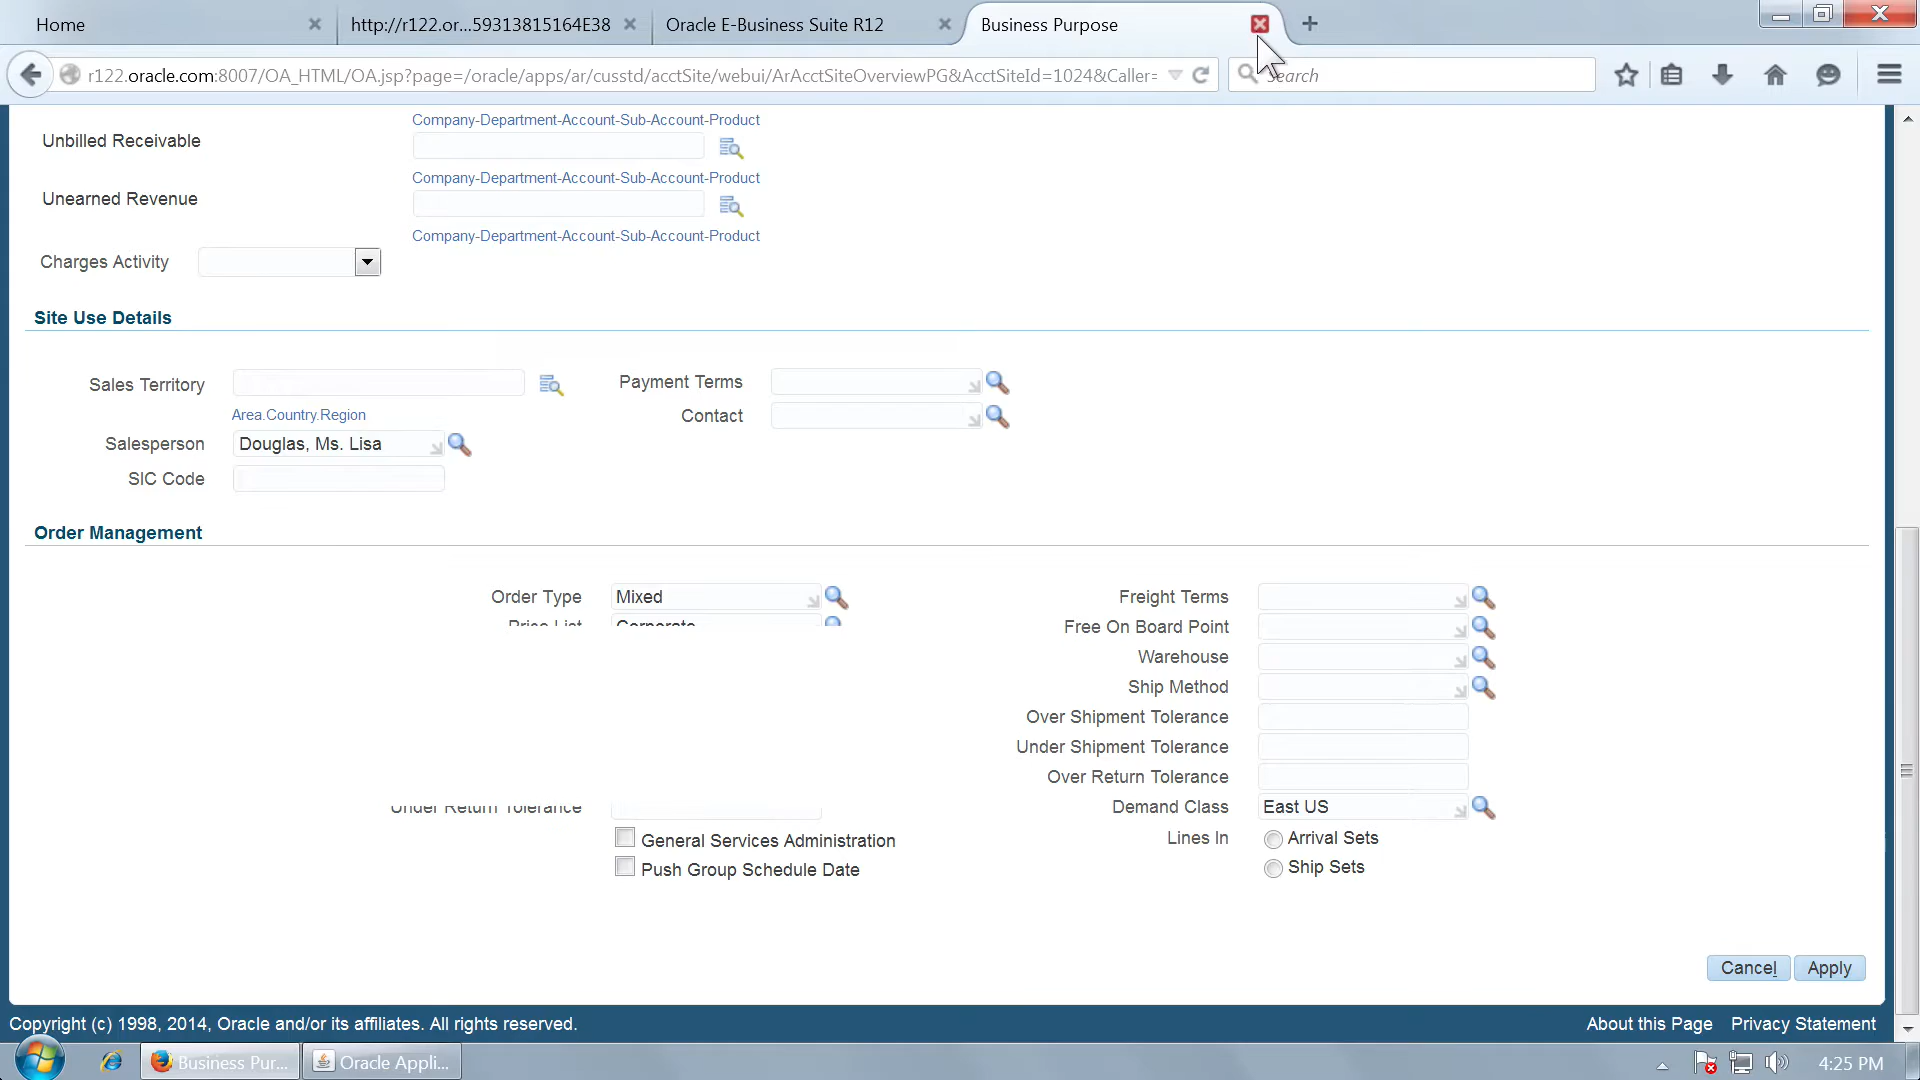 Home
http://r122.or...59313815164E38
Oracle E-Business Suite R12
Business Purpose
r122.oracle.com:8007/OA_HTML/OA.jsp?page=/oracle/apps/ar/cusstd/acctSite/webui/ArAcctSiteOverviewPG&AcctSiteId=1024&Caller=
Search
Company-Department-Account-Sub-Account-Product
Unbilled Receivable
Company-Department-Account-Sub-Account-Product
Unearned Revenue
Company-Department-Account-Sub-Account-Product
Charges Activity
Site Use Details
Sales Territory
Payment Terms
Area.Country.Region
Contact
Salesperson Douglas, Ms. Lisa
SIC Code
Order Management
Order Type Mixed
Freight Terms
Price List Corporate
Free On Board Point
Warehouse
Ship Method
Over Shipment Tolerance
Under Shipment Tolerance
Over Return Tolerance
Under Return Tolerance
Demand Class East US
General Services Administration
Lines In Arrival Sets
Push Group Schedule Date
Ship Sets
Cancel Apply
Copyright (c) 1998, 2014, Oracle and/or its affiliates. All rights reserved.
About this Page Privacy Statement
Business Pur...
Oracle Appli...
4:25 PM